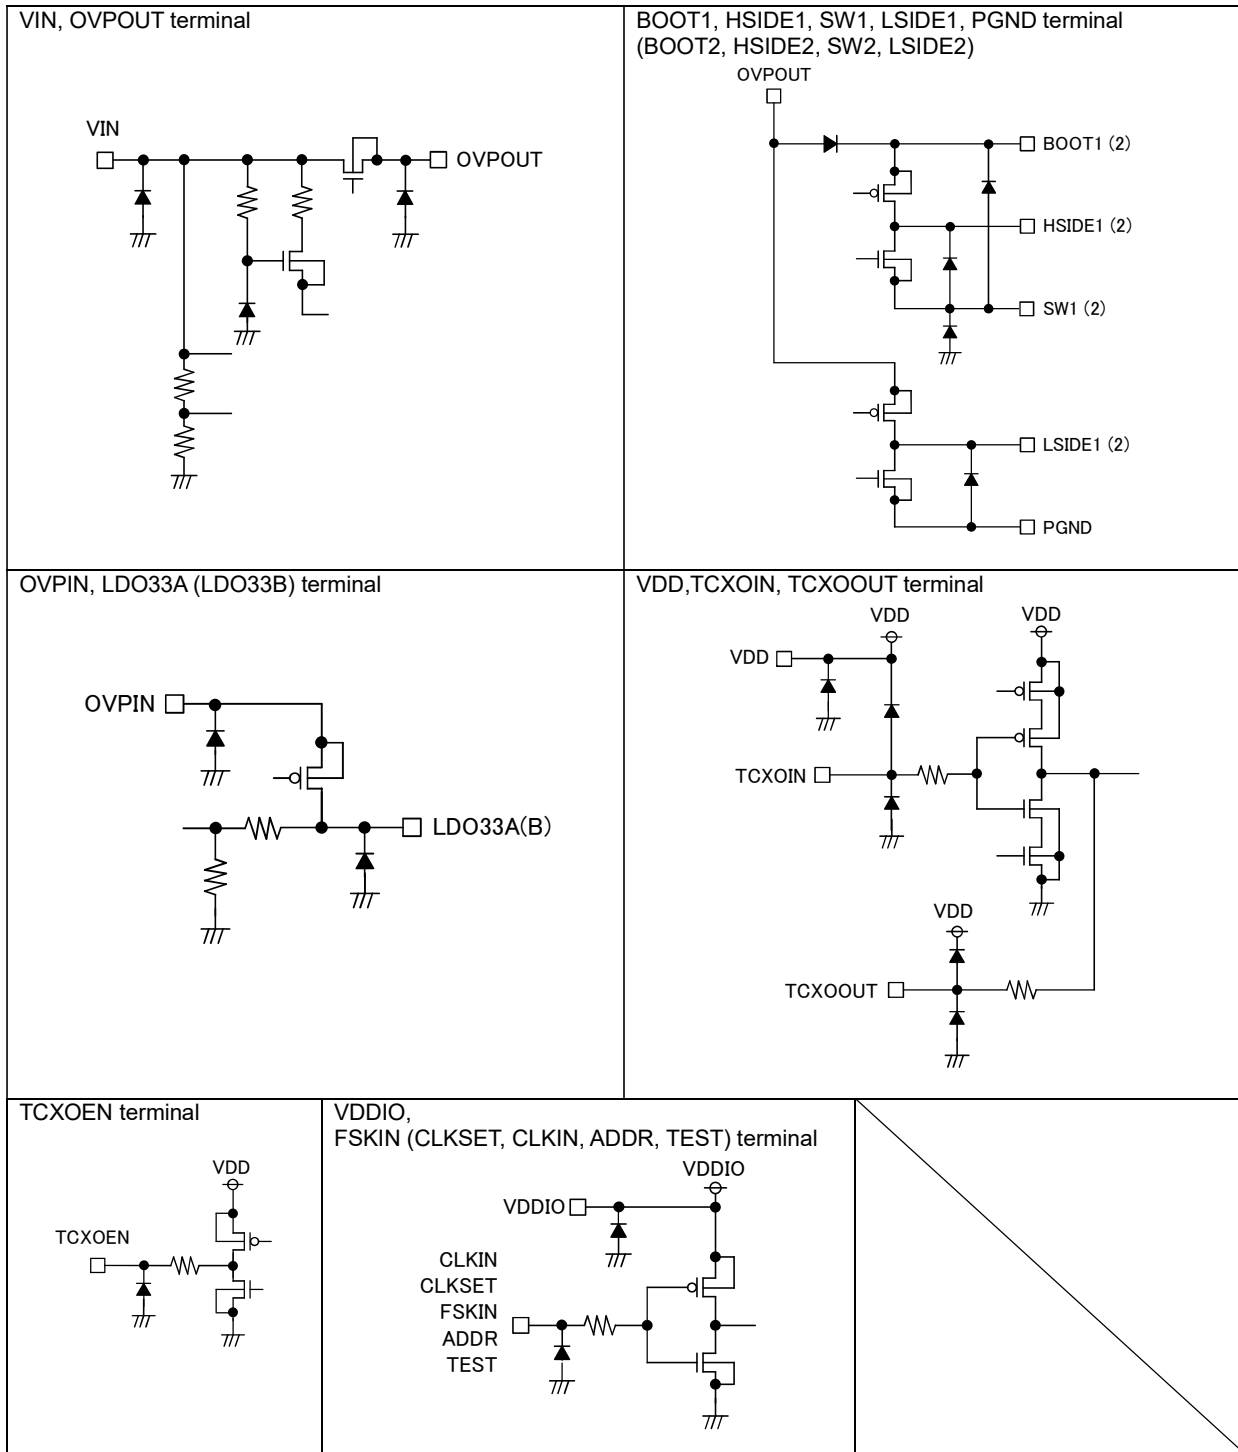 VIN, OVPOUT terminal
VIN
OVPOUT
BOOT1, HSIDE1, SW1, LSIDE1, PGND terminal
(BOOT2, HSIDE2, SW2, LSIDE2)
OVPOUT
BOOT1 (2)
HSIDE1 (2)
SW1 (2)
LSIDE1 (2)
PGND
OVPIN, LDO33A (LDO33B) terminal
OVPIN
LDO33A(B)
VDD,TCXOIN, TCXOOUT terminal
VDD
VDD
VDD
TCXOIN
VDD
TCXOOUT
TCXOEN terminal
VDD
TCXOEN
VDDIO,
FSKIN (CLKSET, CLKIN, ADDR, TEST) terminal
VDDIO
VDDIO
CLKIN
CLKSET
FSKIN
ADDR
TEST